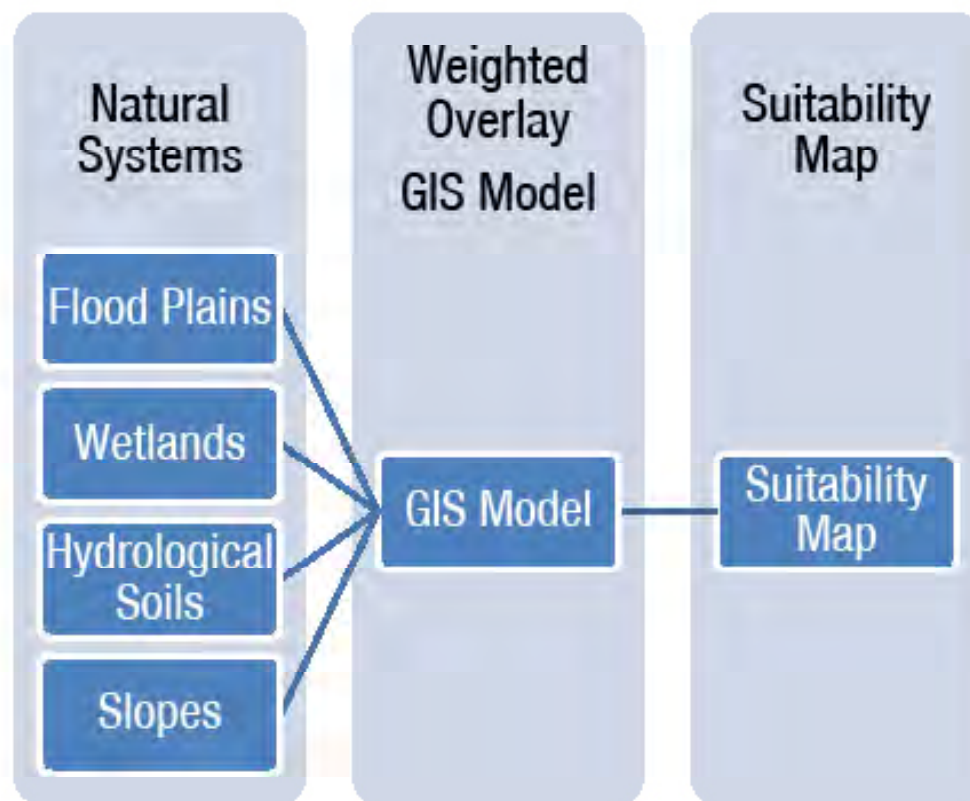 Natural
Systems
Flood Plains
Wetlands
Hydrological
Soils
Slopes
Weighted
Overlay
GIS Model
GIS Model
Suitability
Map
Suitability
Map